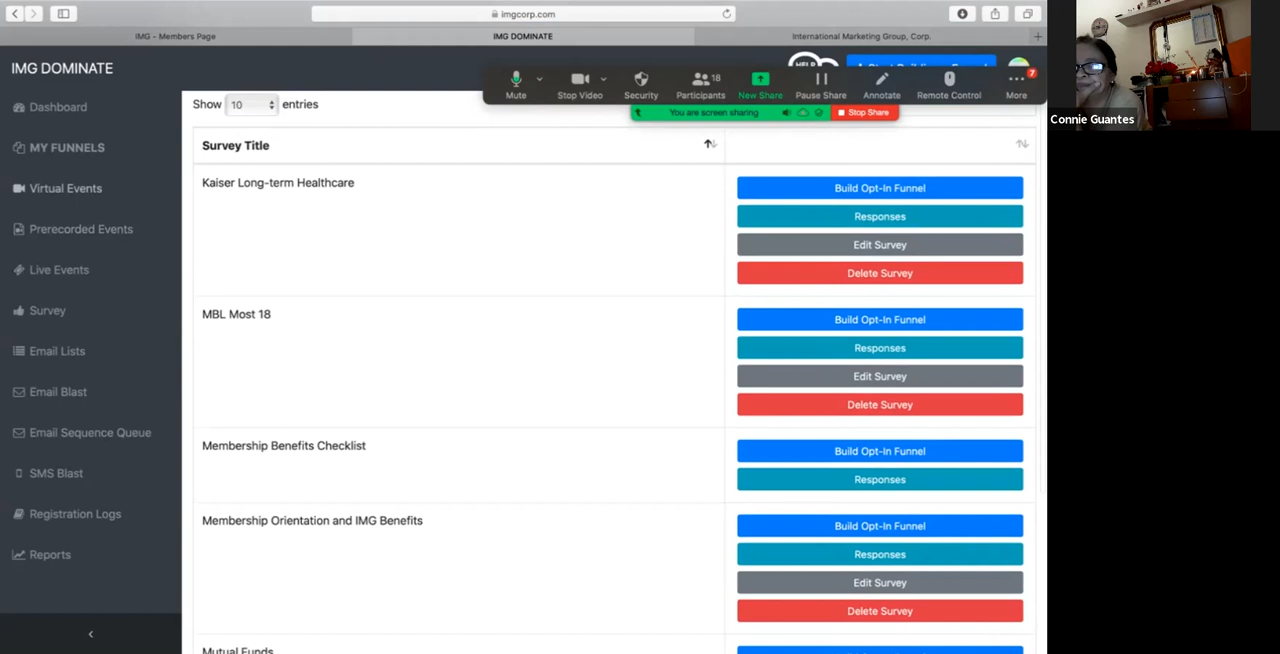 imgcorp.com
IMG - Members Page
IMG DOMINATE
International Marketing Group, Corp.
IMG DOMINATE
Mute
Stop Video
Security
18
Participants
New Share
Pause Share
Annotate
Remote Control
7
More
You are screen sharing
Stop Share
Connie Guantes
Dashboard
MY FUNNELS
Virtual Events
Prerecorded Events
Live Events
Survey
Email Lists
Email Blast
Email Sequence Queue
SMS Blast
Registration Logs
Reports
Show 10 entries
Survey Title
Kaiser Long-term Healthcare
Build Opt-In Funnel
Responses
Edit Survey
Delete Survey
MBL Most 18
Build Opt-In Funnel
Responses
Edit Survey
Delete Survey
Membership Benefits Checklist
Build Opt-In Funnel
Responses
Membership Orientation and IMG Benefits
Build Opt-In Funnel
Responses
Edit Survey
Delete Survey
Mutual Funds